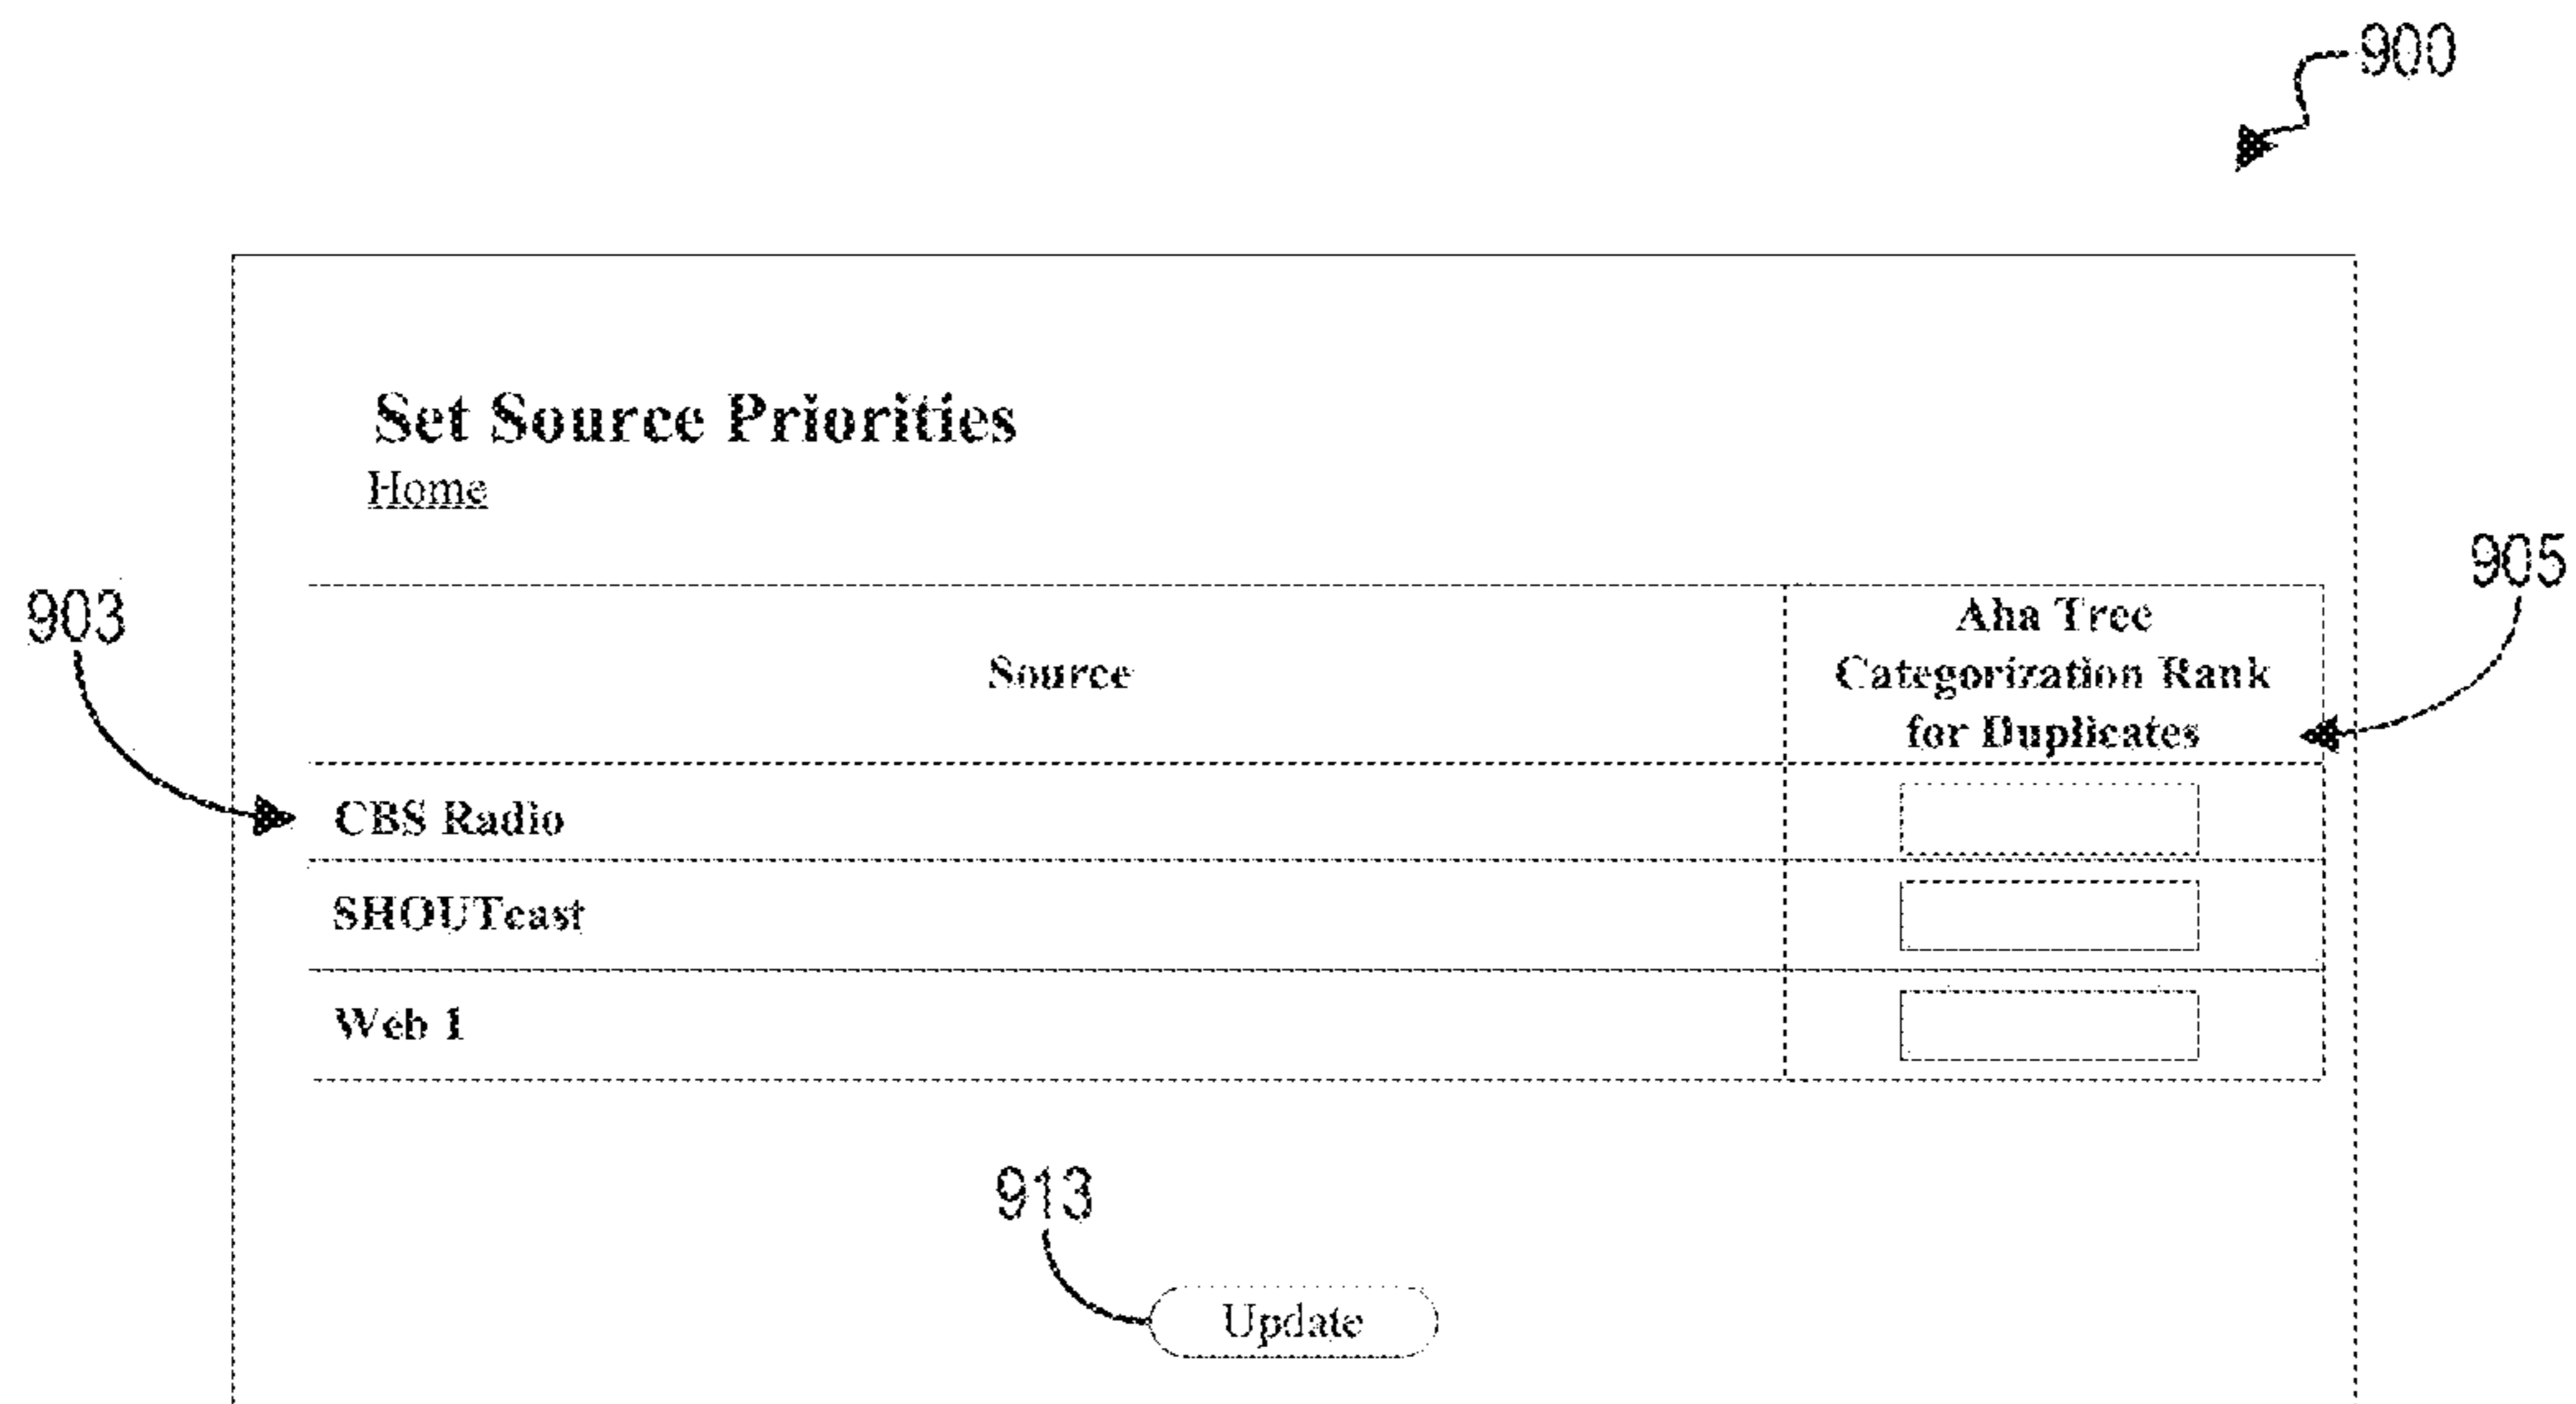 900
Set Source Priorities
Home
903
905
Source
Aha Tree
Categorization Rank
for Duplicates
CBS Radio
SHOUTcast
Web 1
913
Update